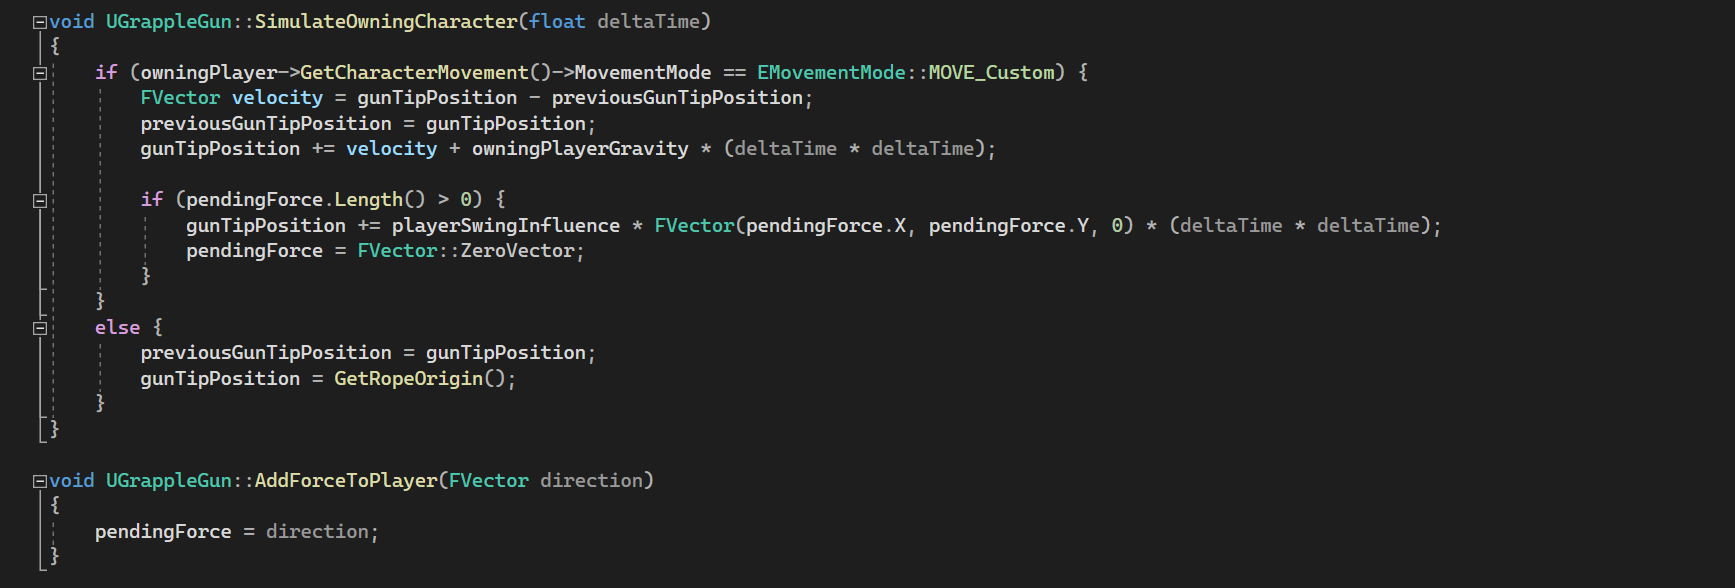 void UGrappleGun::SimulateOwningCharacter(float deltaTime)
{
    if (owningPlayer->GetCharacterMovement()->MovementMode == EMovementMode::MOVE_Custom) {
        FVector velocity = gunTipPosition - previousGunTipPosition;
        previousGunTipPosition = gunTipPosition;
        gunTipPosition += velocity + owningPlayerGravity * (deltaTime * deltaTime);

        if (pendingForce.Length() > 0) {
            gunTipPosition += playerSwingInfluence * FVector(pendingForce.X, pendingForce.Y, 0) * (deltaTime * deltaTime);
            pendingForce = FVector::ZeroVector;
        }
    }
    else {
        previousGunTipPosition = gunTipPosition;
        gunTipPosition = GetRopeOrigin();
    }
}

void UGrappleGun::AddForceToPlayer(FVector direction)
{
    pendingForce = direction;
}